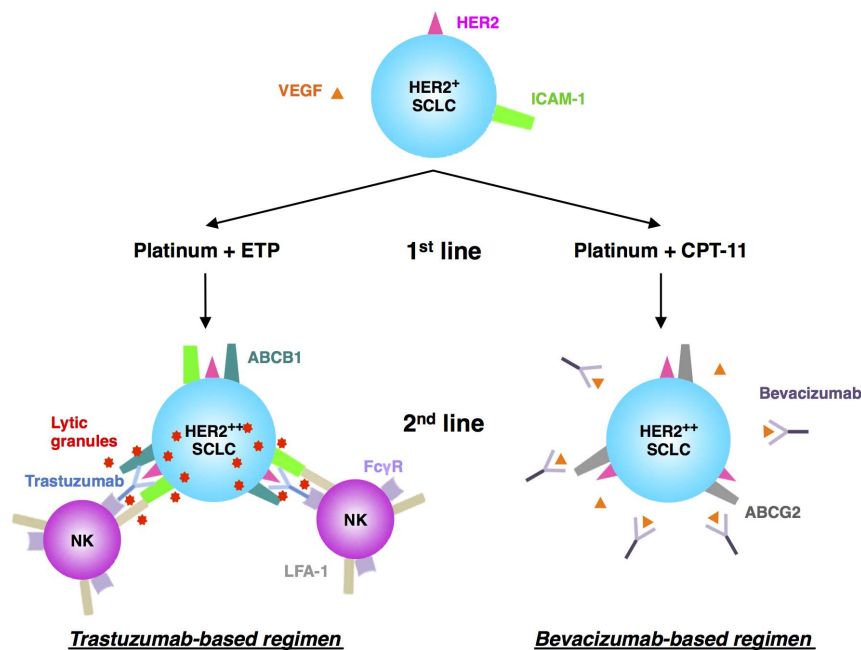 HER2
VEGF
HER2+
SCLC
ICAM-1
Platinum + ETP
1st line
Platinum + CPT-11
ABCB1
Lytic
granules
HER2++
SCLC
2nd line
HER2++
SCLC
Bevacizumab
Trastuzumab
FcγR
NK
NK
ABCG2
LFA-1
Trastuzumab-based regimen
Bevacizumab-based regimen